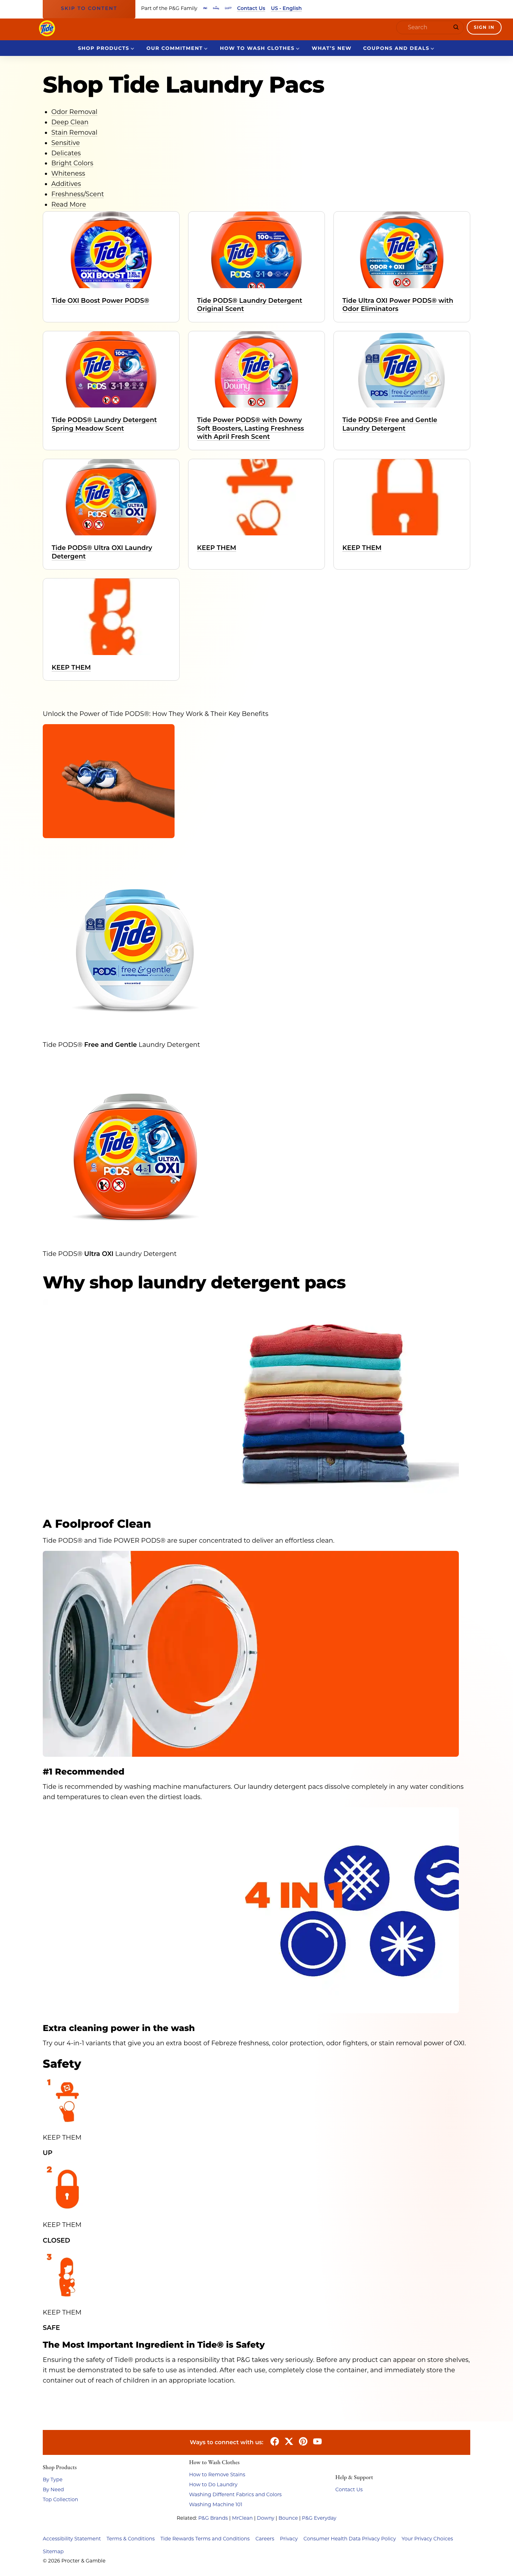 SKIP TO CONTENT
Part of the P&G Family
Contact Us
US - English
Tide
Search
SIGN IN
SHOP PRODUCTS
OUR COMMITMENT
HOW TO WASH CLOTHES
WHAT'S NEW
COUPONS AND DEALS
Shop Tide Laundry Pacs
Odor Removal
Deep Clean
Stain Removal
Sensitive
Delicates
Bright Colors
Whiteness
Additives
Freshness/Scent
Read More
Tide OXI Boost Power PODS®
Tide PODS® Laundry Detergent
Original Scent
Tide Ultra OXI Power PODS® with
Odor Eliminators
Tide PODS® Laundry Detergent
Spring Meadow Scent
Tide Power PODS® with Downy
Soft Boosters, Lasting Freshness
with April Fresh Scent
Tide PODS® Free and Gentle
Laundry Detergent
Tide PODS® Ultra OXI Laundry
Detergent
KEEP THEM
KEEP THEM
KEEP THEM
Unlock the Power of Tide PODS®: How They Work & Their Key Benefits
Tide
PODS
free & gentle
Tide PODS® Free and Gentle Laundry Detergent
Tide
ULTRA
OXI
PODS
4 in 1
Tide PODS® Ultra OXI Laundry Detergent
Why shop laundry detergent pacs
A Foolproof Clean
Tide PODS® and Tide POWER PODS® are super concentrated to deliver an effortless clean.
#1 Recommended
Tide is recommended by washing machine manufacturers. Our laundry detergent pacs dissolve completely in any water conditions
and temperatures to clean even the dirtiest loads.
4 IN 1
Extra cleaning power in the wash
Try our 4-in-1 variants that give you an extra boost of Febreze freshness, color protection, odor fighters, or stain removal power of OXI.
Safety
1
KEEP THEM
UP
2
KEEP THEM
CLOSED
3
KEEP THEM
SAFE
The Most Important Ingredient in Tide® is Safety
Ensuring the safety of Tide® products is a responsibility that P&G takes very seriously. Before any product can appear on store shelves,
it must be demonstrated to be safe to use as intended. After each use, completely close the container, and immediately store the
container out of reach of children in an appropriate location.
Ways to connect with us:
Shop Products
By Type
By Need
Top Collection
How to Wash Clothes
How to Remove Stains
How to Do Laundry
Washing Different Fabrics and Colors
Washing Machine 101
Help & Support
Contact Us
Related: P&G Brands | MrClean | Downy | Bounce | P&G Everyday
Accessibility Statement
Terms & Conditions
Tide Rewards Terms and Conditions
Careers
Privacy
Consumer Health Data Privacy Policy
Your Privacy Choices
Sitemap
© 2026 Procter & Gamble